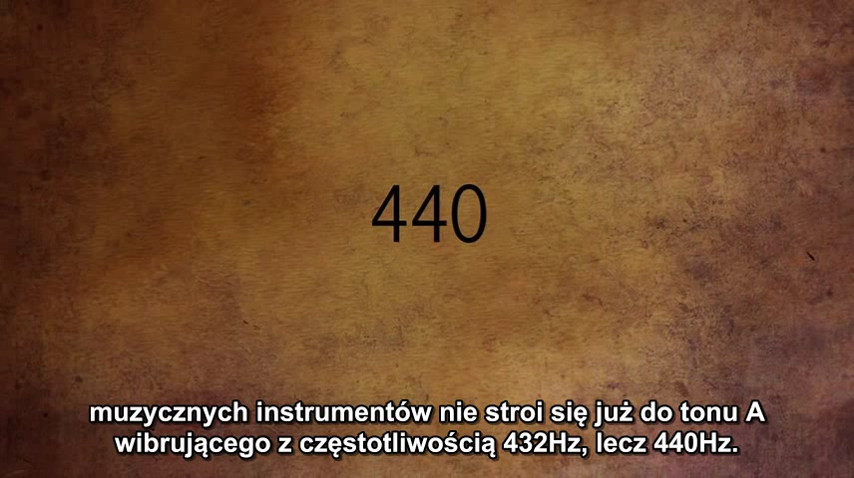 440
muzycznych instrumentów nie stroi się już do tonu A
wibrującego z częstotliwością 432Hz, lecz 440Hz.